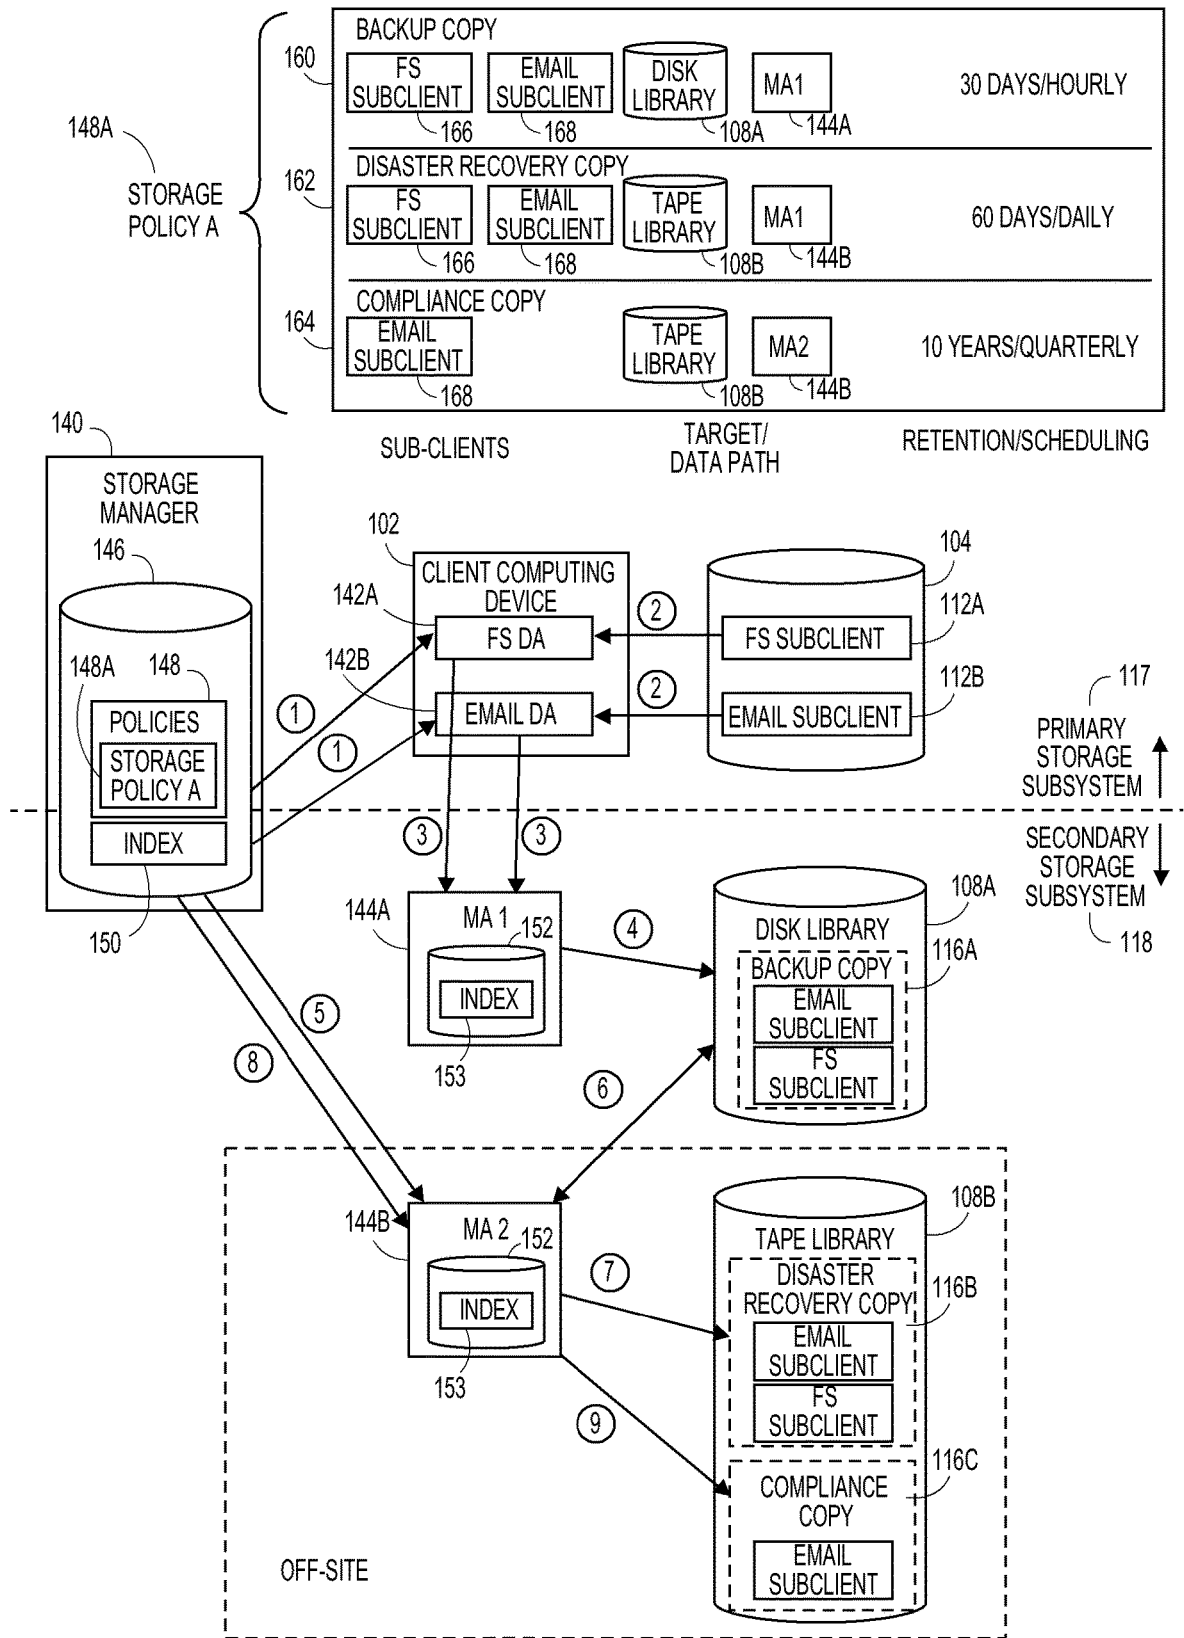 BACKUP COPY
160
FS
SUBCLIENT
166
EMAIL
SUBCLIENT
168
DISK
LIBRARY
108A
MA1
144A
30 DAYS/HOURLY
148A
STORAGE
POLICY A
DISASTER RECOVERY COPY
162
FS
SUBCLIENT
166
EMAIL
SUBCLIENT
168
TAPE
LIBRARY
108B
MA1
144B
60 DAYS/DAILY
COMPLIANCE COPY
164
EMAIL
SUBCLIENT
168
TAPE
LIBRARY
108B
MA2
144B
10 YEARS/QUARTERLY
SUB-CLIENTS
TARGET/
DATA PATH
RETENTION/SCHEDULING
140
STORAGE
MANAGER
146
148A
148
POLICIES
STORAGE
POLICY A
INDEX
150
1
1
102
CLIENT COMPUTING
DEVICE
142A
FS DA
142B
EMAIL DA
2
2
104
FS SUBCLIENT
112A
EMAIL SUBCLIENT
112B
117
PRIMARY
STORAGE
SUBSYSTEM
SECONDARY
STORAGE
SUBSYSTEM
118
3
3
144A
MA 1
152
INDEX
153
4
108A
DISK LIBRARY
116A
BACKUP COPY
EMAIL
SUBCLIENT
FS
SUBCLIENT
5
8
6
144B
MA 2
152
INDEX
153
7
9
108B
TAPE LIBRARY
DISASTER
RECOVERY COPY
116B
EMAIL
SUBCLIENT
FS
SUBCLIENT
116C
COMPLIANCE
COPY
EMAIL
SUBCLIENT
OFF-SITE